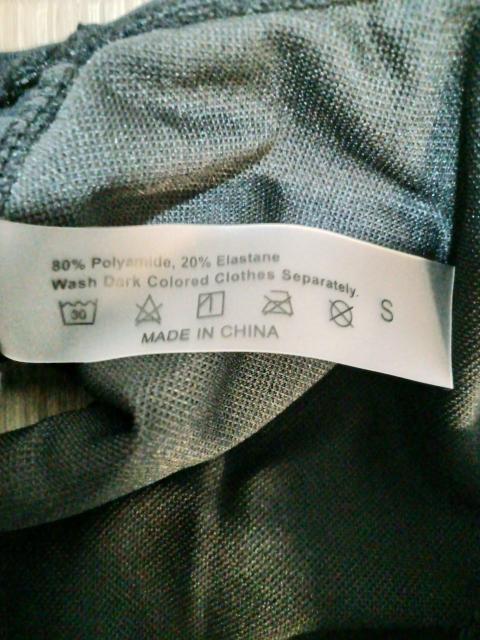 80% Polyamide, 20% Elastane
Wash Dark Colored Clothes Separately.
30 S
MADE IN CHINA